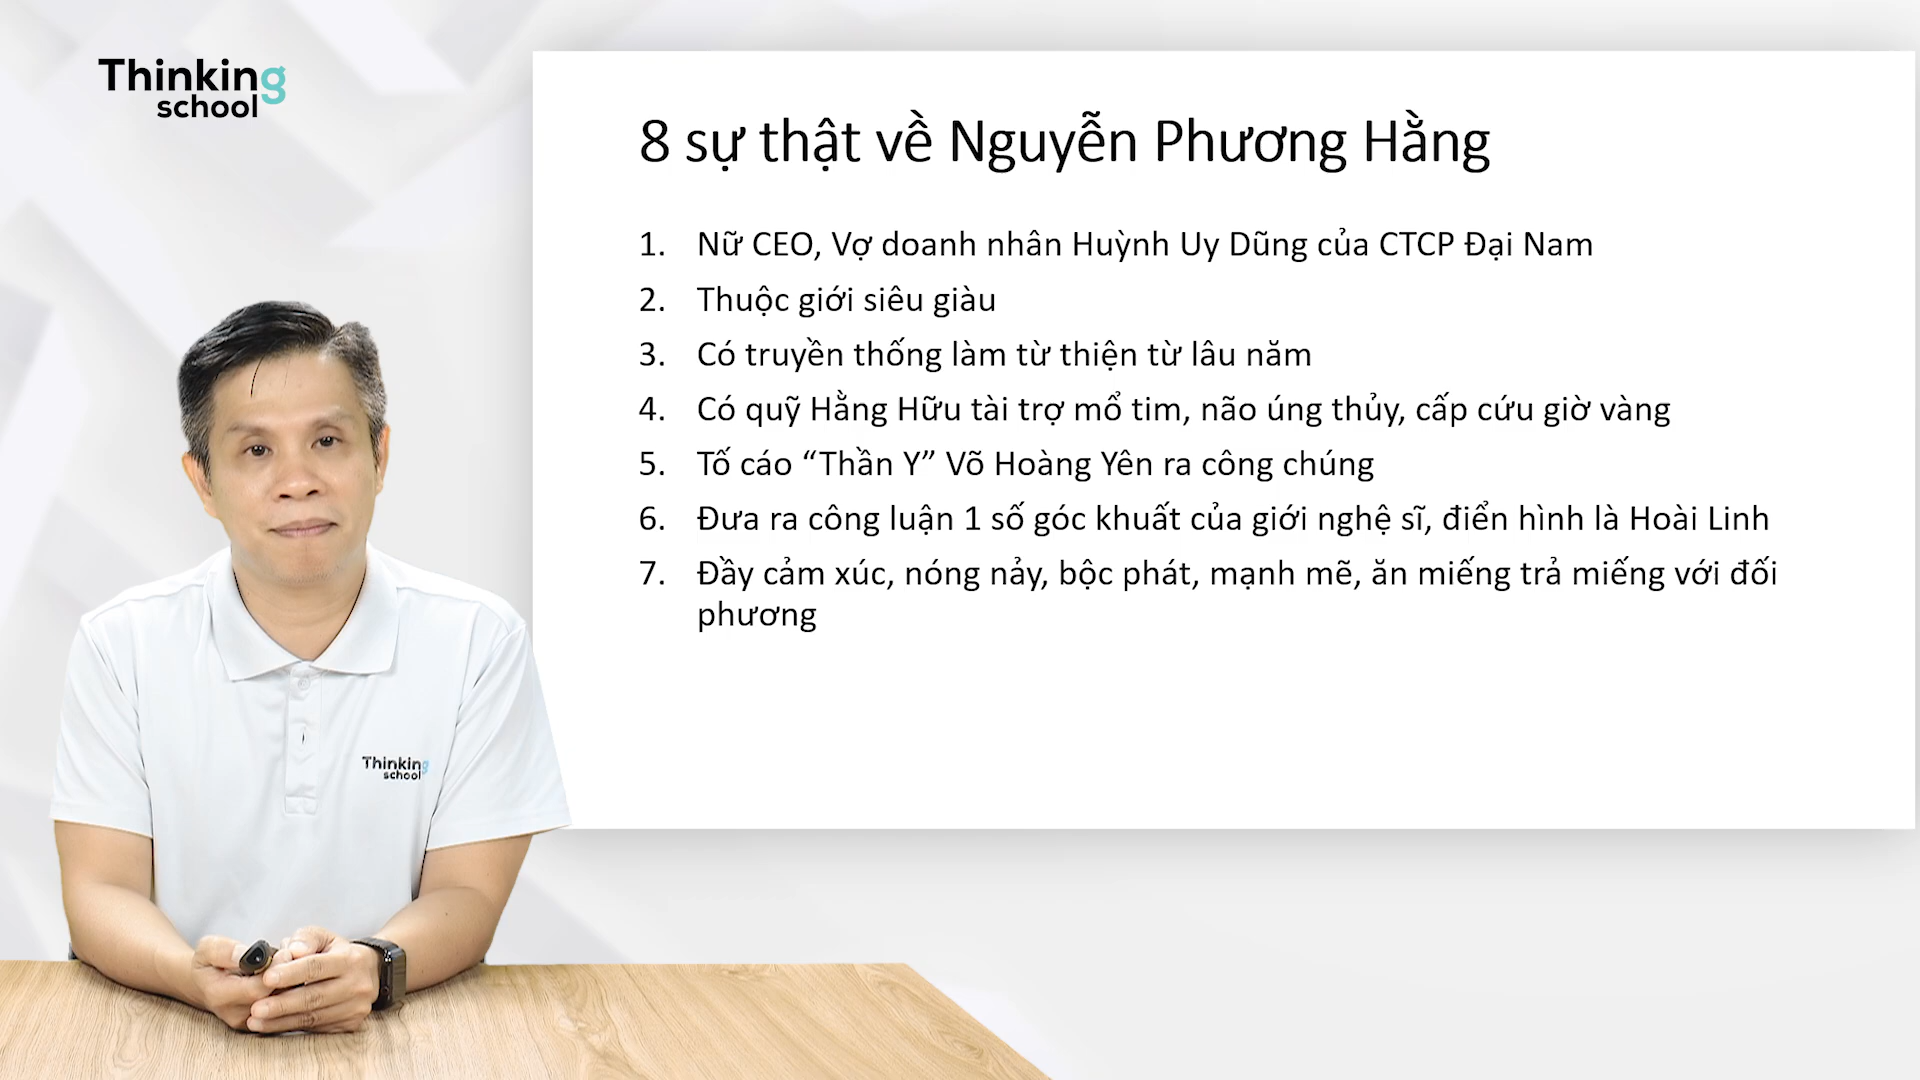 Thinking
school
8 sự thật về Nguyễn Phương Hằng
1. Nữ CEO, Vợ doanh nhân Huỳnh Uy Dũng của CTCP Đại Nam
2. Thuộc giới siêu giàu
3. Có truyền thống làm từ thiện từ lâu năm
4. Có quỹ Hằng Hữu tài trợ mổ tim, não úng thủy, cấp cứu giờ vàng
5. Tố cáo “Thần Y” Võ Hoàng Yên ra công chúng
6. Đưa ra công luận 1 số góc khuất của giới nghệ sĩ, điển hình là Hoài Linh
7. Đầy cảm xúc, nóng nảy, bộc phát, mạnh mẽ, ăn miếng trả miếng với đối
phương
Thinking
school